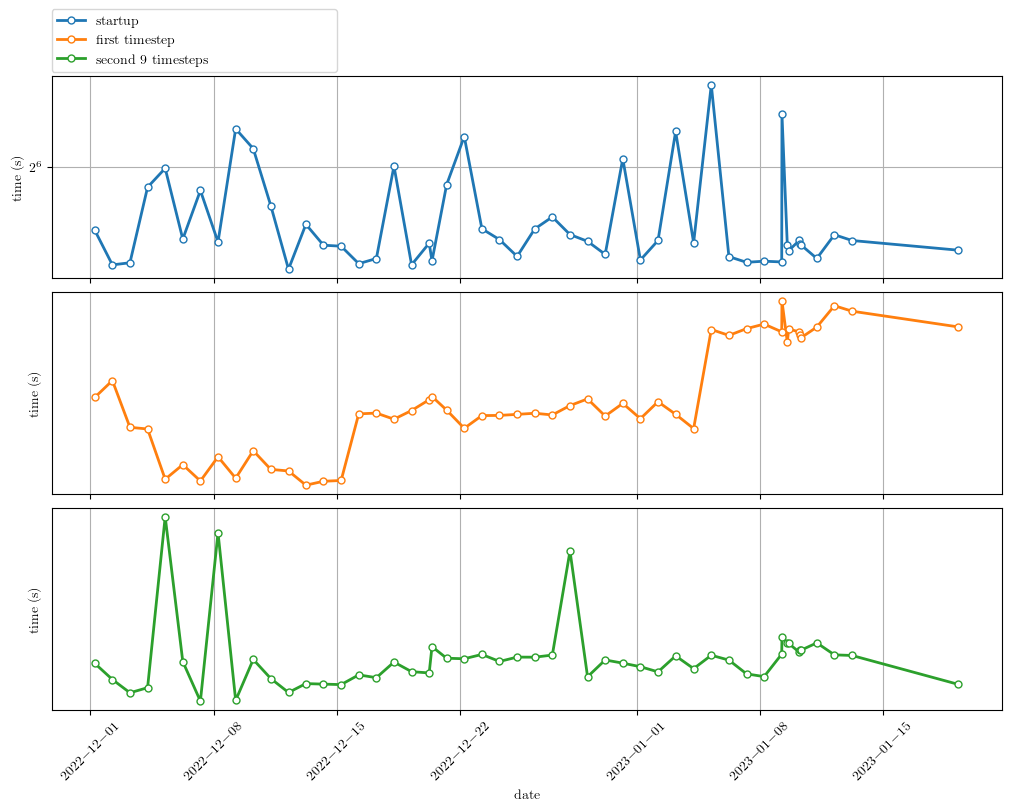 startup
first timestep
second 9 timesteps
time (s)
2⁶
time (s)
time (s)
2022−12−01
2022−12−08
2022−12−15
2022−12−22
2023−01−01
2023−01−08
2023−01−15
date